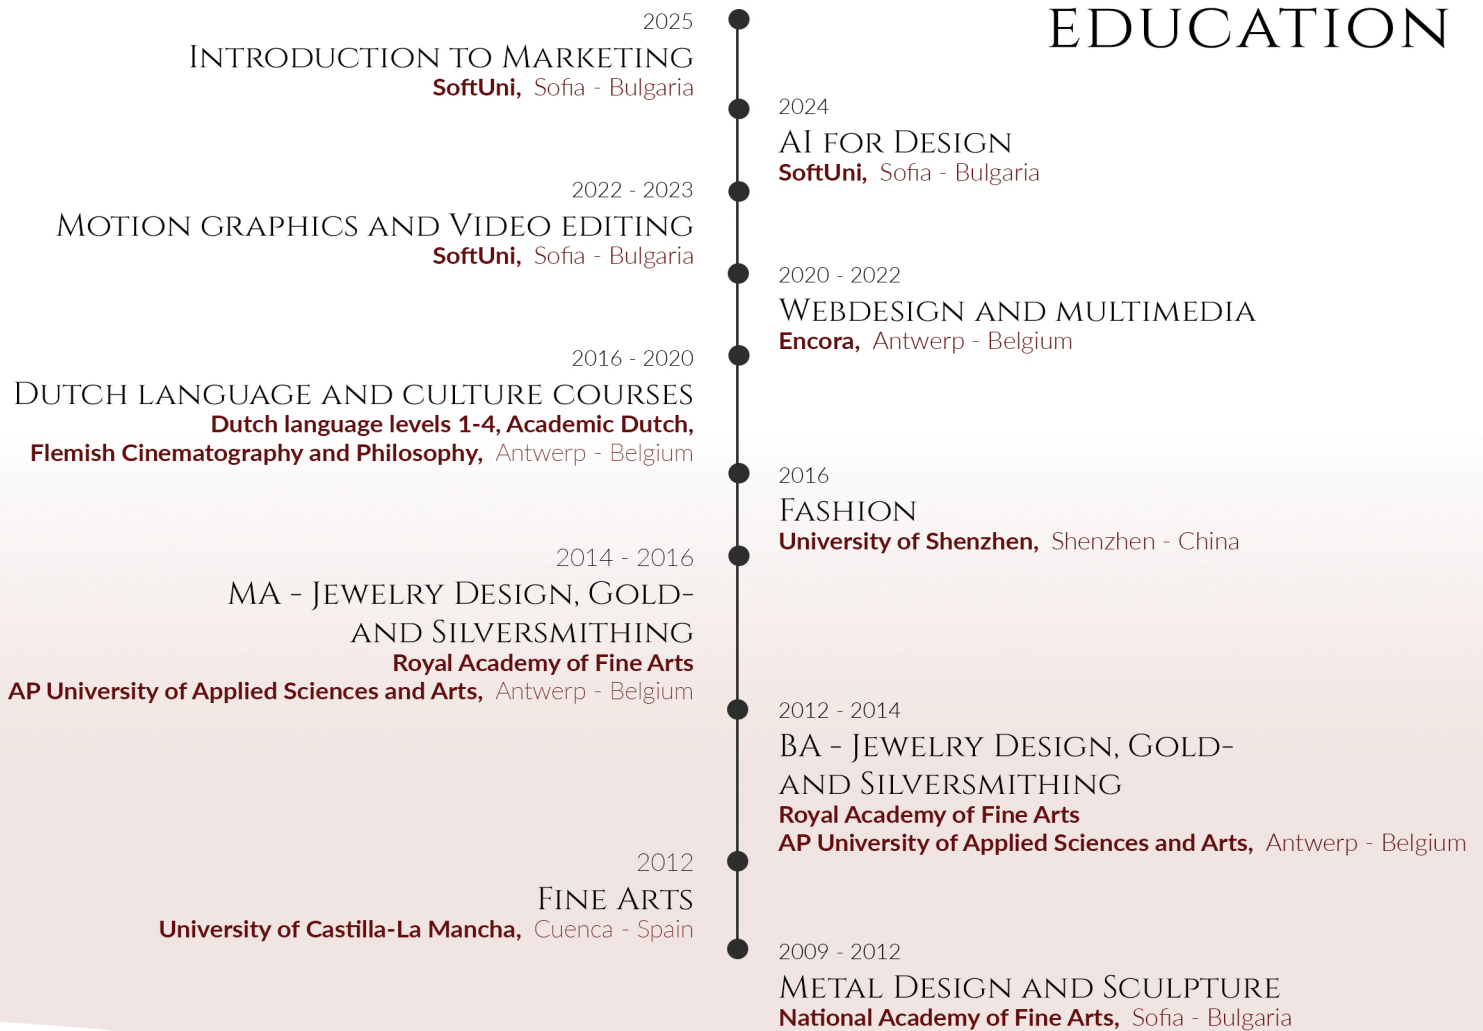 EDUCATION
2025
Introduction to Marketing
SoftUni, Sofia - Bulgaria
2024
AI for Design
SoftUni, Sofia - Bulgaria
2022 - 2023
Motion graphics and Video editing
SoftUni, Sofia - Bulgaria
2020 - 2022
Webdesign and multimedia
Encora, Antwerp - Belgium
2016 - 2020
Dutch language and culture courses
Dutch language levels 1-4, Academic Dutch,
Flemish Cinematography and Philosophy, Antwerp - Belgium
2016
Fashion
University of Shenzhen, Shenzhen - China
2014 - 2016
MA - Jewelry Design, Gold-
and Silversmithing
Royal Academy of Fine Arts
AP University of Applied Sciences and Arts, Antwerp - Belgium
2012 - 2014
BA - Jewelry Design, Gold-
and Silversmithing
Royal Academy of Fine Arts
AP University of Applied Sciences and Arts, Antwerp - Belgium
2012
Fine Arts
University of Castilla-La Mancha, Cuenca - Spain
2009 - 2012
Metal Design and Sculpture
National Academy of Fine Arts, Sofia - Bulgaria